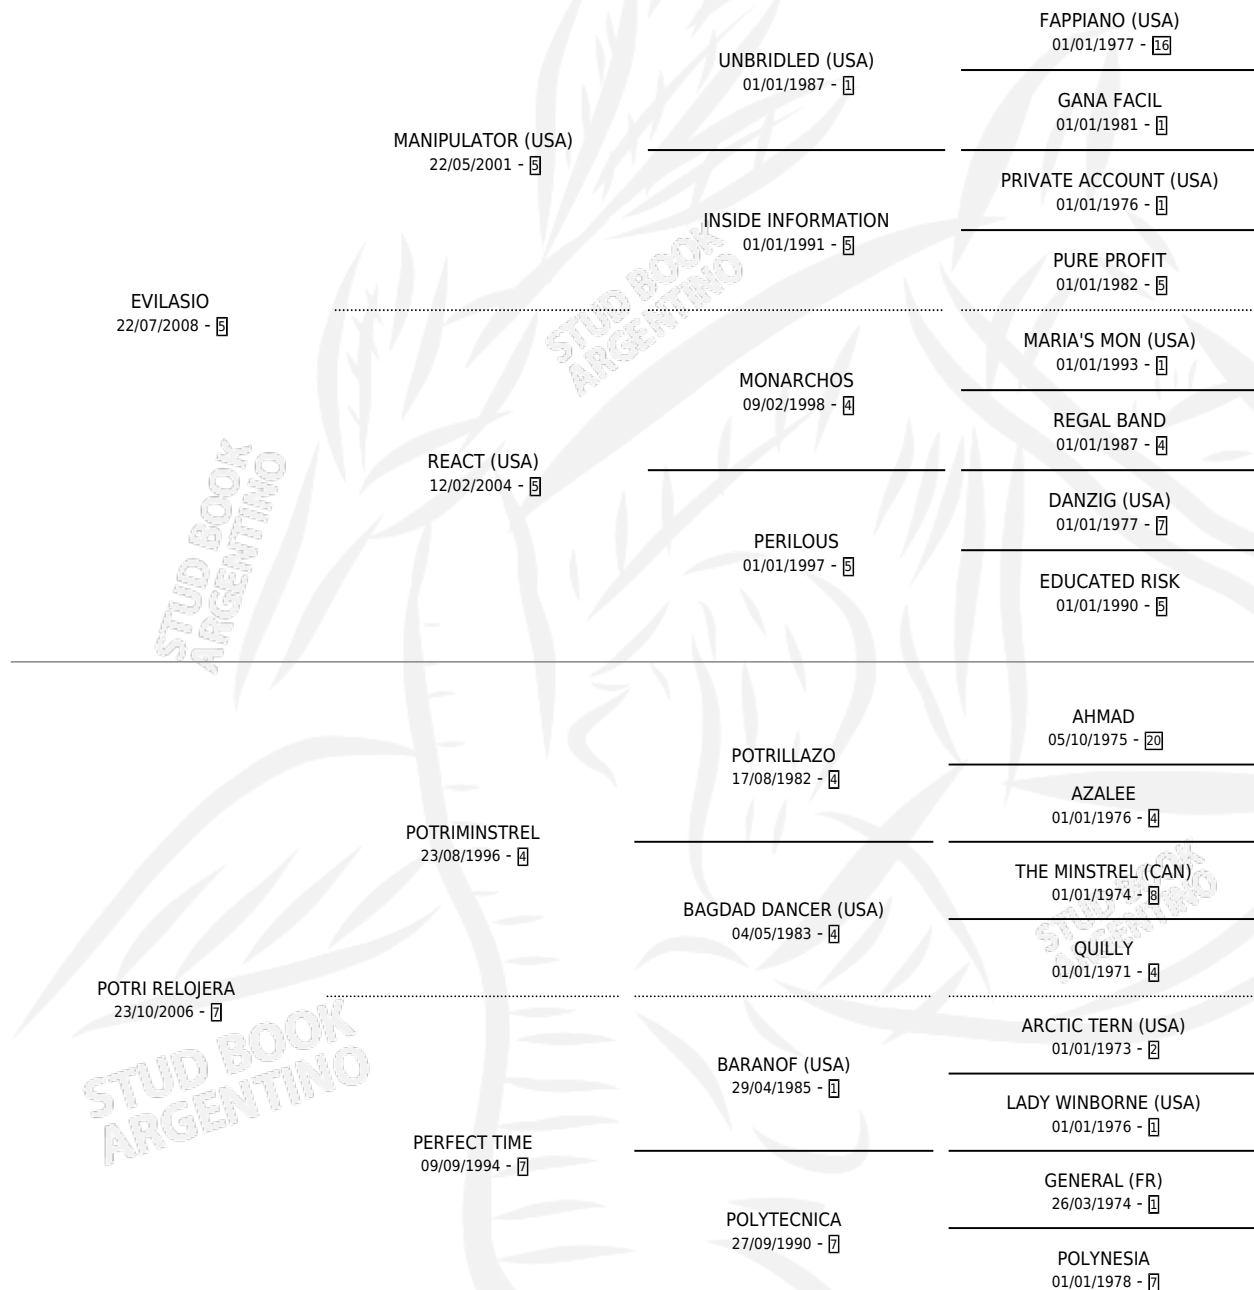 FAPPIANO (USA)
01/01/1977 - 16
UNBRIDLED (USA)
01/01/1987 - 1
GANA FACIL
01/01/1981 - 1
MANIPULATOR (USA)
22/05/2001 - 5
PRIVATE ACCOUNT (USA)
01/01/1976 - 1
INSIDE INFORMATION
01/01/1991 - 5
PURE PROFIT
01/01/1982 - 5
STUD BOOK
ARGENTINO
EVILASIO
22/07/2008 - 5
MARIA'S MON (USA)
01/01/1993 - 1
MONARCHOS
09/02/1998 - 4
REGAL BAND
01/01/1987 - 4
REACT (USA)
12/02/2004 - 5
DANZIG (USA)
01/01/1977 - 7
PERILOUS
01/01/1997 - 5
EDUCATED RISK
01/01/1990 - 5
STUD BOOK
ARGENTINO
AHMAD
05/10/1975 - 20
POTRILLAZO
17/08/1982 - 4
AZALEE
01/01/1976 - 4
POTRIMINSTREL
23/08/1996 - 4
THE MINSTREL (CAN)
01/01/1974 - 8
BAGDAD DANCER (USA)
04/05/1983 - 4
QUILLY
01/01/1971 - 4
STUD BOOK
ARGENTINO
POTRI RELOJERA
23/10/2006 - 7
ARCTIC TERN (USA)
01/01/1973 - 2
BARANOF (USA)
29/04/1985 - 1
LADY WINBORNE (USA)
01/01/1976 - 1
STUD BOOK
ARGENTINO
PERFECT TIME
09/09/1994 - 7
GENERAL (FR)
26/03/1974 - 1
POLYTECNICA
27/09/1990 - 7
POLYNESIA
01/01/1978 - 7